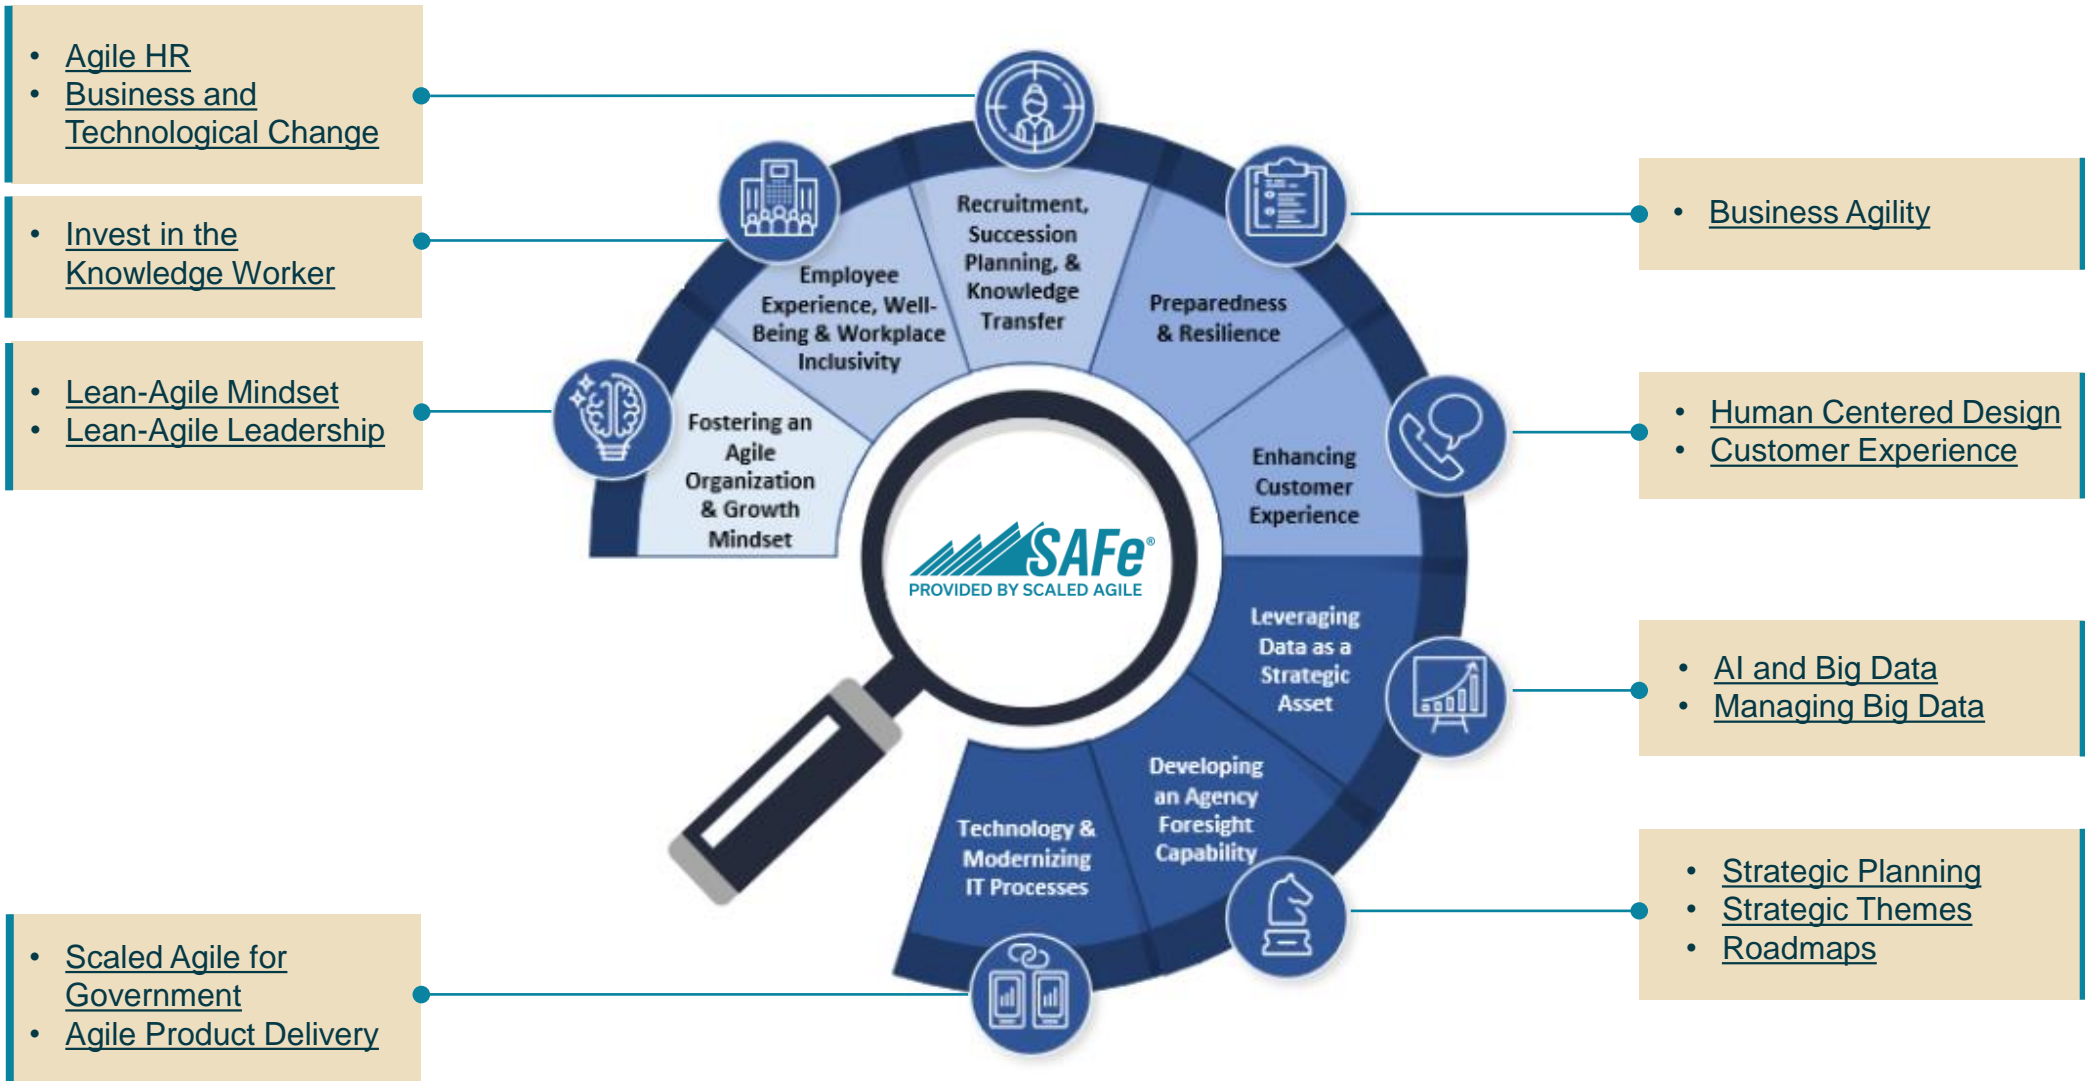 • Agile HR
• Business and
Technological Change
• Invest in the
Knowledge Worker
• Lean-Agile Mindset
• Lean-Agile Leadership
• Scaled Agile for
Government
• Agile Product Delivery
Fostering an
Agile
Organization
& Growth
Mindset
Employee
Experience, Well-
Being & Workplace
Inclusivity
Recruitment,
Succession
Planning, &
Knowledge
Transfer
Preparedness
& Resilience
Enhancing
Customer
Experience
Leveraging
Data as a
Strategic
Asset
Developing
an Agency
Foresight
Capability
Technology &
Modernizing
IT Processes
SAFe®
PROVIDED BY SCALED AGILE
• Business Agility
• Human Centered Design
• Customer Experience
• AI and Big Data
• Managing Big Data
• Strategic Planning
• Strategic Themes
• Roadmaps